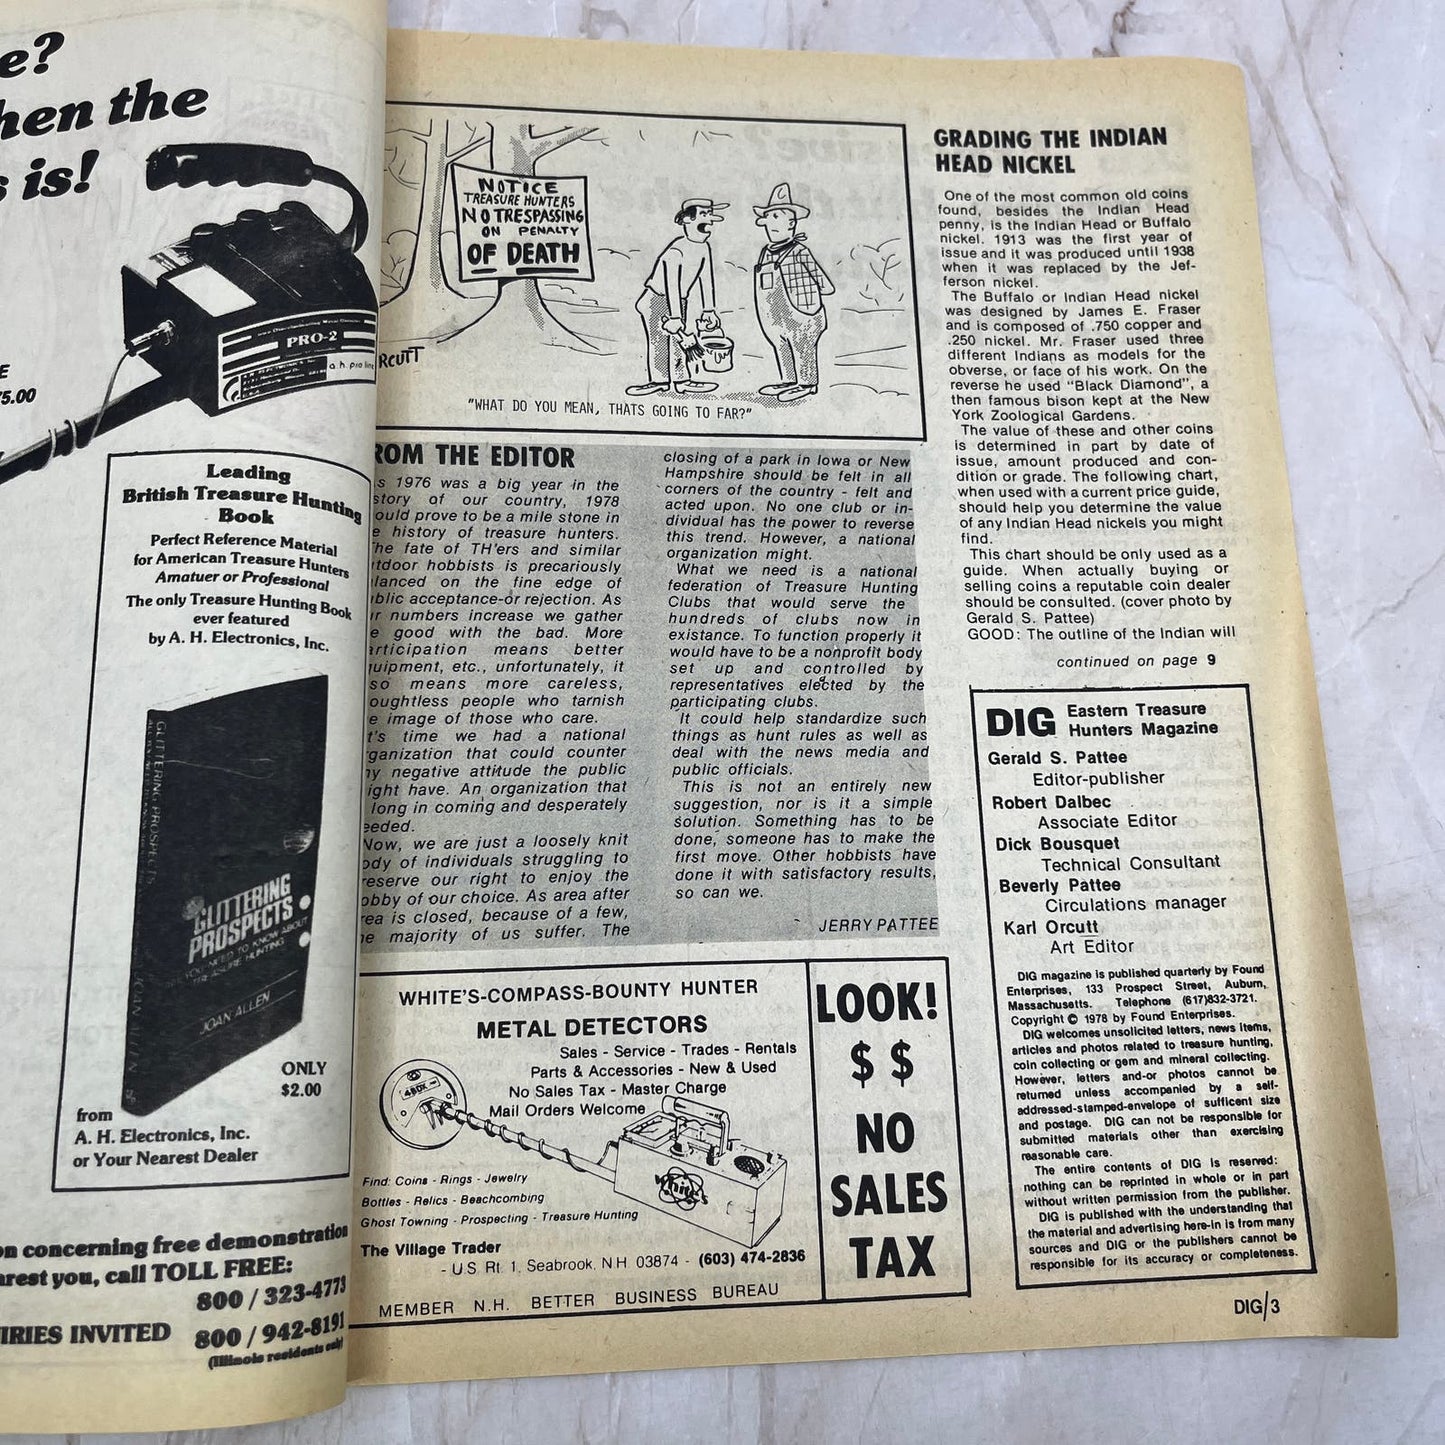 e?
hen the
s is!
PRO-2
a.h. pro line
E
75.00
Leading
British Treasure Hunting
Book
Perfect Reference Material
for American Treasure Hunters
Amatuer or Professional
The only Treasure Hunting Book
ever featured
by A. H. Electronics, Inc.
GLITTERING PROSPECTS
JOAN ALLEN
GLITTERING
PROSPECTS
YOU NEED TO KNOW ABOUT
TREASURE HUNTING
JOAN ALLEN
ONLY
$2.00
from
A. H. Electronics, Inc.
or Your Nearest Dealer
on concerning free demonstration
arest you, call TOLL FREE:
800 / 323-4773
IRIES INVITED 800 / 942-8191
(Illinois residents only)
NOTICE
TREASURE HUNTERS
NO TRESPASSING
ON PENALTY
OF DEATH
RCUTT
"WHAT DO YOU MEAN, THATS GOING TO FAR?"
ROM THE EDITOR
s 1976 was a big year in the
story of our country, 1978
ould prove to be a mile stone in
e history of treasure hunters.
he fate of TH'ers and similar
tdoor hobbists is precariously
lanced on the fine edge of
blic acceptance-or rejection. As
r numbers increase we gather
e good with the bad. More
articipation means better
uipment, etc., unfortunately, it
so means more careless,
oughtless people who tarnish
e image of those who care.
t's time we had a national
rganization that could counter
ny negative attitude the public
ight have. An organization that
long in coming and desperately
eeded.
Now, we are just a loosely knit
ody of individuals struggling to
reserve our right to enjoy the
obby of our choice. As area after
rea is closed, because of a few,
he majority of us suffer. The
closing of a park in Iowa or New
Hampshire should be felt in all
corners of the country - felt and
acted upon. No one club or in-
dividual has the power to reverse
this trend. However, a national
organization might.
What we need is a national
federation of Treasure Hunting
Clubs that would serve the
hundreds of clubs now in
existance. To function properly it
would have to be a nonprofit body
set up and controlled by
representatives elected by the
participating clubs.
It could help standardize such
things as hunt rules as well as
deal with the news media and
public officials.
This is not an entirely new
suggestion, nor is it a simple
solution. Something has to be
done, someone has to make the
first move. Other hobbists have
done it with satisfactory results,
so can we.
JERRY PATTEE
WHITE'S-COMPASS-BOUNTY HUNTER
METAL DETECTORS
Sales - Service - Trades - Rentals
Parts & Accessories - New & Used
No Sales Tax - Master Charge
Mail Orders Welcome
Find: Coins - Rings - Jewelry
Bottles - Relics - Beachcombing
Ghost Towning - Prospecting - Treasure Hunting
The Village Trader
- U.S. Rt. 1, Seabrook, N H 03874 - (603) 474-2836
MEMBER N.H. BETTER BUSINESS BUREAU
LOOK!
$ $
NO
SALES
TAX
GRADING THE INDIAN
HEAD NICKEL
One of the most common old coins
found, besides the Indian Head
penny, is the Indian Head or Buffalo
nickel. 1913 was the first year of
issue and it was produced until 1938
when it was replaced by the Jef-
ferson nickel.
The Buffalo or Indian Head nickel
was designed by James E. Fraser
and is composed of .750 copper and
.250 nickel. Mr. Fraser used three
different Indians as models for the
obverse, or face of his work. On the
reverse he used "Black Diamond", a
then famous bison kept at the New
York Zoological Gardens.
The value of these and other coins
is determined in part by date of
issue, amount produced and con-
dition or grade. The following chart,
when used with a current price guide,
should help you determine the value
of any Indian Head nickels you might
find.
This chart should be only used as a
guide. When actually buying or
selling coins a reputable coin dealer
should be consulted. (cover photo by
Gerald S. Pattee)
GOOD: The outline of the Indian will
continued on page 9
DIG Eastern Treasure
Hunters Magazine
Gerald S. Pattee
Editor-publisher
Robert Dalbec
Associate Editor
Dick Bousquet
Technical Consultant
Beverly Pattee
Circulations manager
Karl Orcutt
Art Editor
DIG magazine is published quarterly by Found
Enterprises, 133 Prospect Street, Auburn,
Massachusetts. Telephone (617)832-3721.
Copyright © 1978 by Found Enterprises.
DIG welcomes unsolicited letters, news items,
articles and photos related to treasure hunting,
coin collecting or gem and mineral collecting.
However, letters and-or photos cannot be
returned unless accompanied by a self-
addressed-stamped-envelope of sufficent size
and postage. DIG can not be responsible for
submitted materials other than exercising
reasonable care.
The entire contents of DIG is reserved:
nothing can be reprinted in whole or in part
without written permission from the publisher.
DIG is published with the understanding that
the material and advertising here-in is from many
sources and DIG or the publishers cannot be
responsible for its accuracy or completeness.
DIG/3